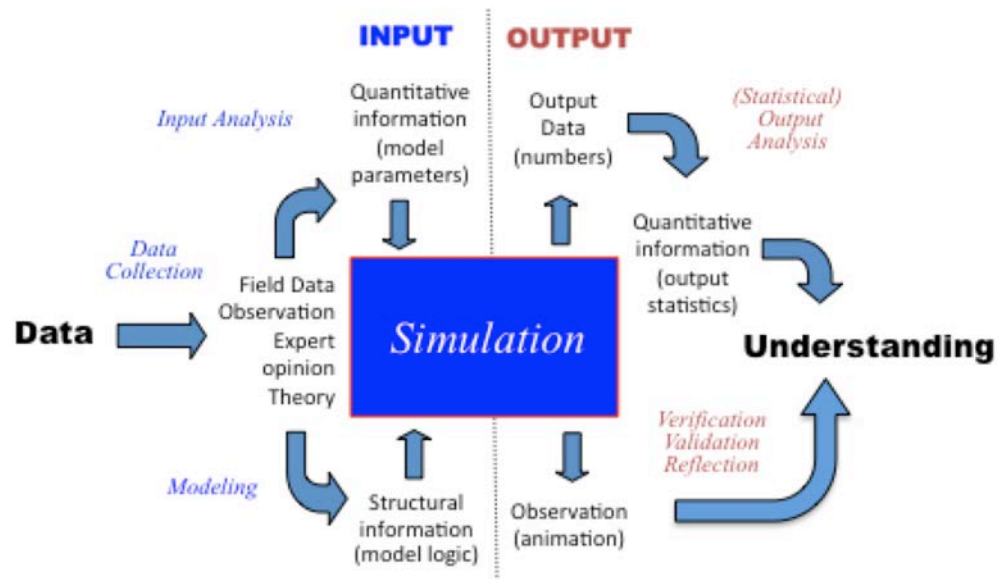 INPUT
OUTPUT
Input Analysis
Quantitative
information
(model
parameters)
Output
Data
(numbers)
(Statistical)
Output
Analysis
Data
Collection
Quantitative
information
(output
statistics)
Data
Field Data
Observation
Expert
opinion
Theory
Simulation
Understanding
Modeling
Structural
information
(model logic)
Observation
(animation)
Verification
Validation
Reflection